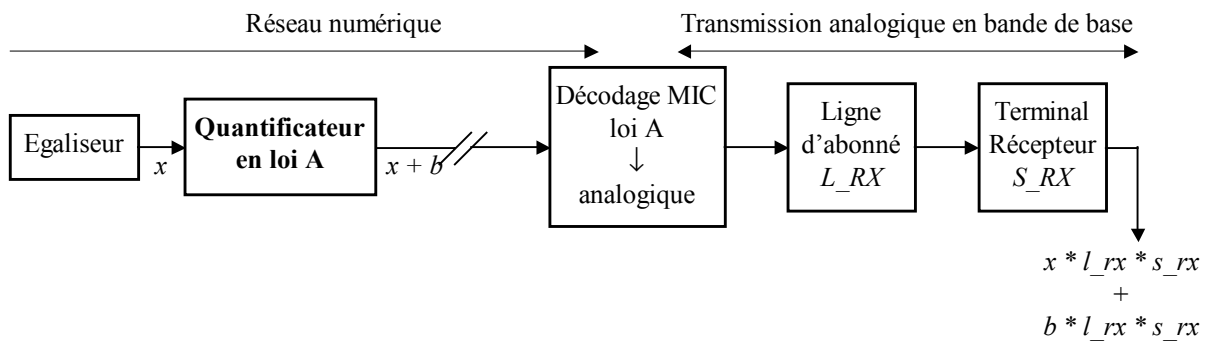 Réseau numérique
Transmission analogique en bande de base
Egaliseur
x
Quantificateur
en loi A
x + b
Décodage MIC
loi A
↓
analogique
Ligne
d'abonné
L_RX
Terminal
Récepteur
S_RX
x * l_rx * s_rx
+
b * l_rx * s_rx